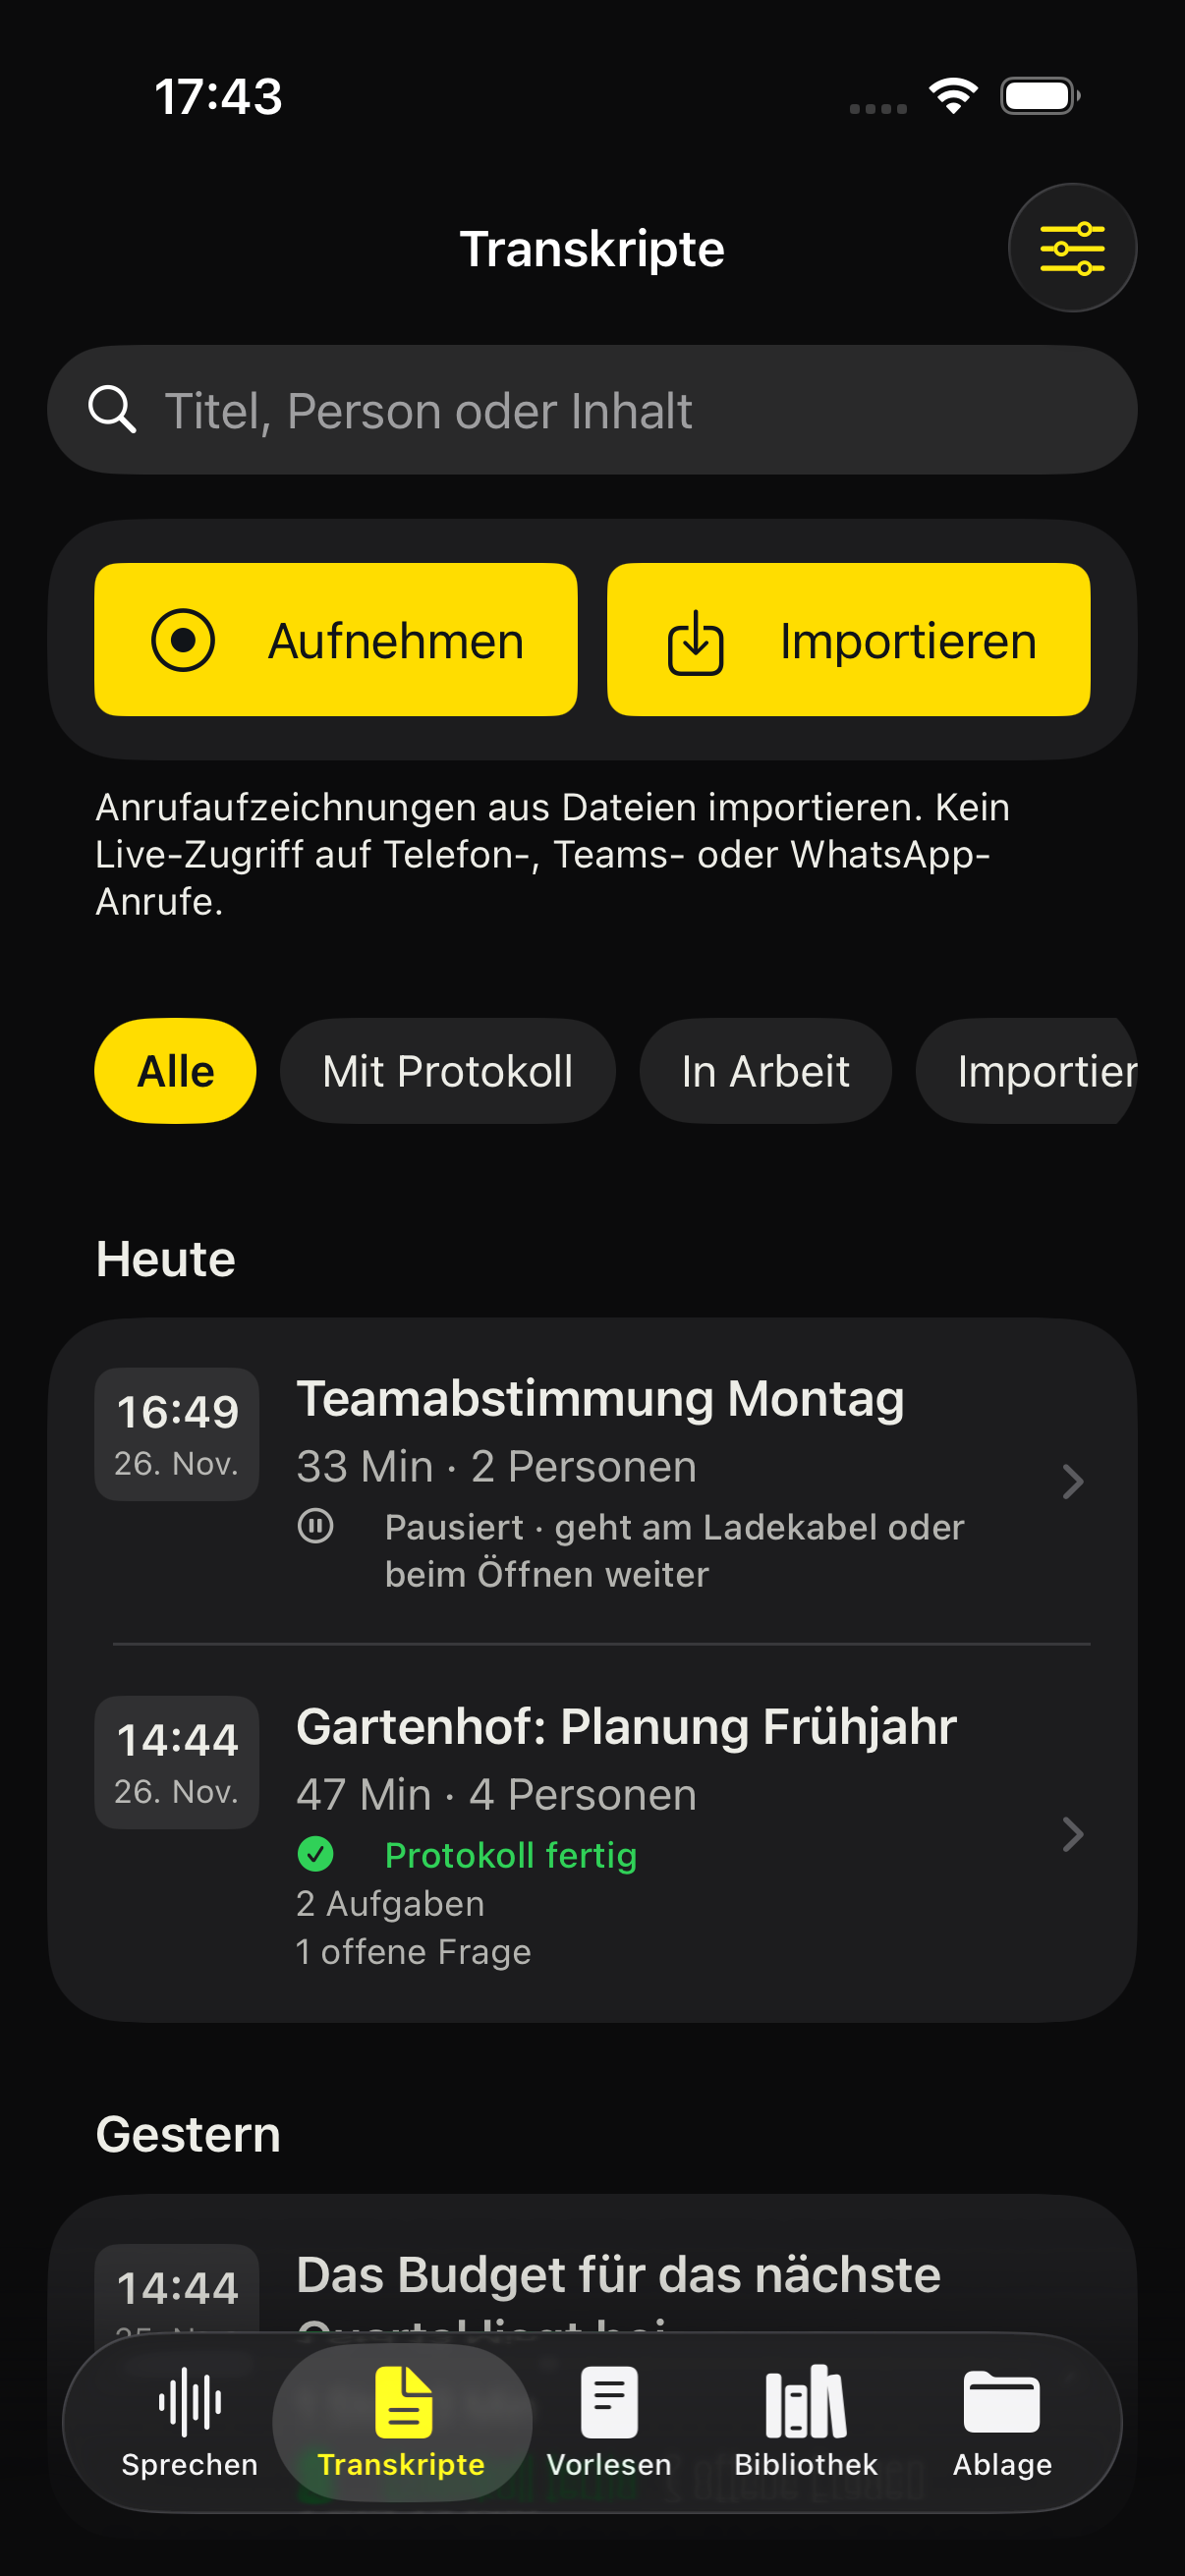 17:43
Transkripte
Titel, Person oder Inhalt
Aufnehmen
Importieren
Anrufaufzeichnungen aus Dateien importieren. Kein
Live-Zugriff auf Telefon-, Teams- oder WhatsApp-
Anrufe.
Alle
Mit Protokoll
In Arbeit
Importier
Heute
16:49
26. Nov.
Teamabstimmung Montag
33 Min · 2 Personen
Pausiert · geht am Ladekabel oder
beim Öffnen weiter
14:44
26. Nov.
Gartenhof: Planung Frühjahr
47 Min · 4 Personen
Protokoll fertig
2 Aufgaben
1 offene Frage
Gestern
14:44
Das Budget für das nächste
Quartal liegt bei
Sprechen
Transkripte
Vorlesen
Bibliothek
Ablage